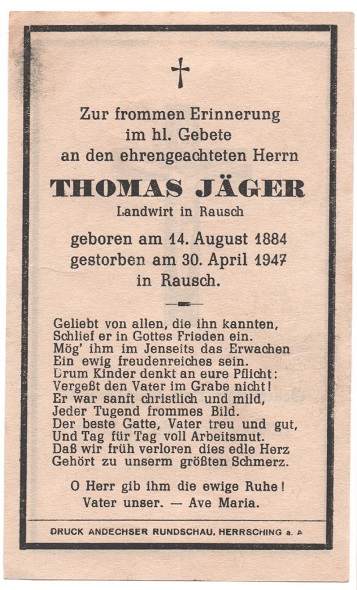 Zur frommen Erinnerung
im hl. Gebete
an den ehrengeachteten Herrn
THOMAS JÄGER
Landwirt in Rausch
geboren am 14. August 1884
gestorben am 30. April 1947
in Rausch.
Geliebt von allen, die ihn kannten,
Schlief er in Gottes Frieden ein.
Mög' ihm im Jenseits das Erwachen
Ein ewig freudenreiches sein.
Drum Kinder denkt an eure Pflicht:
Vergeßt den Vater im Grabe nicht!
Er war sanft christlich und mild,
Jeder Tugend frommes Bild.
Der beste Gatte, Vater treu und gut,
Und Tag für Tag voll Arbeitsmut.
Daß wir früh verloren dies edle Herz
Gehört zu unserm größten Schmerz.
O Herr gib ihm die ewige Ruhe!
Vater unser. — Ave Maria.
DRUCK ANDECHSER RUNDSCHAU, HERRSCHING a. A